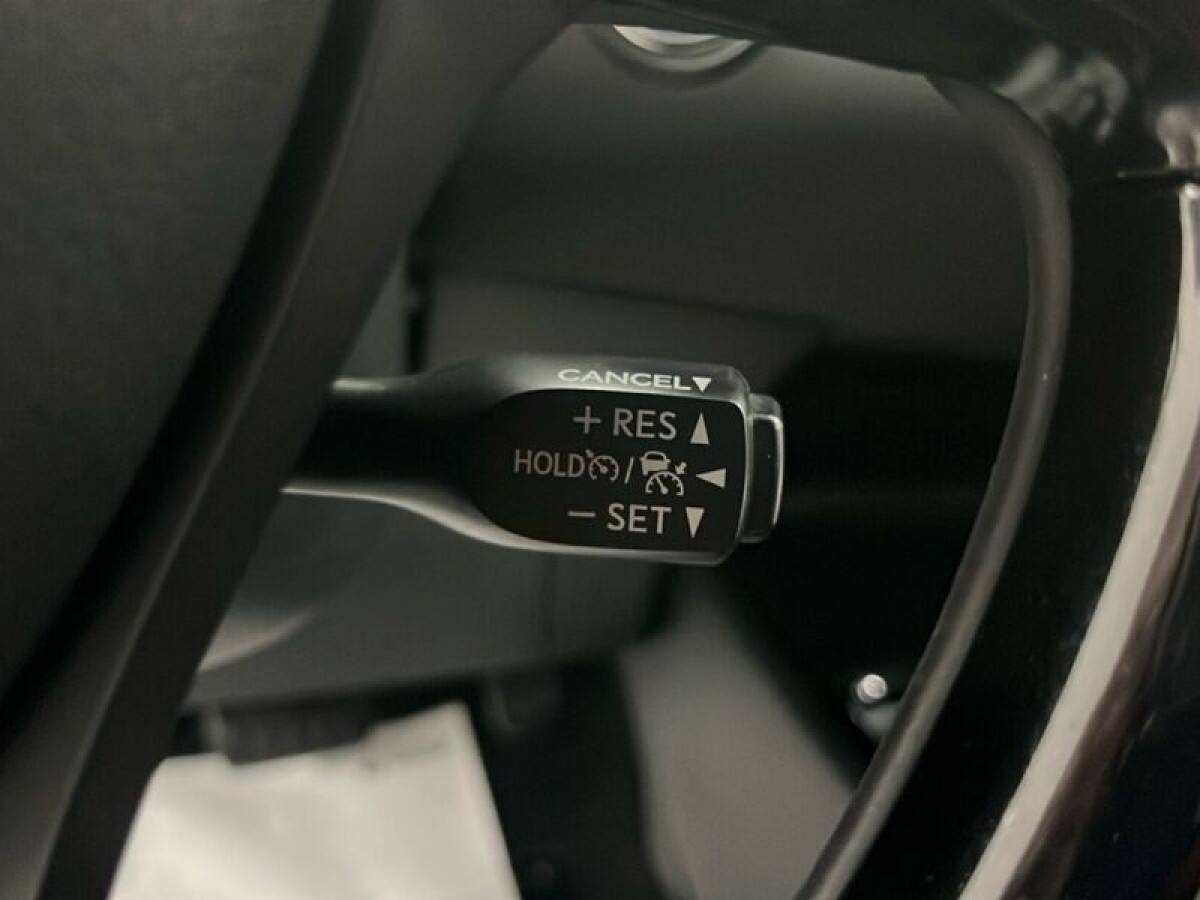 CANCEL▼
+ RES ▲
HOLD / ◀
− SET ▼